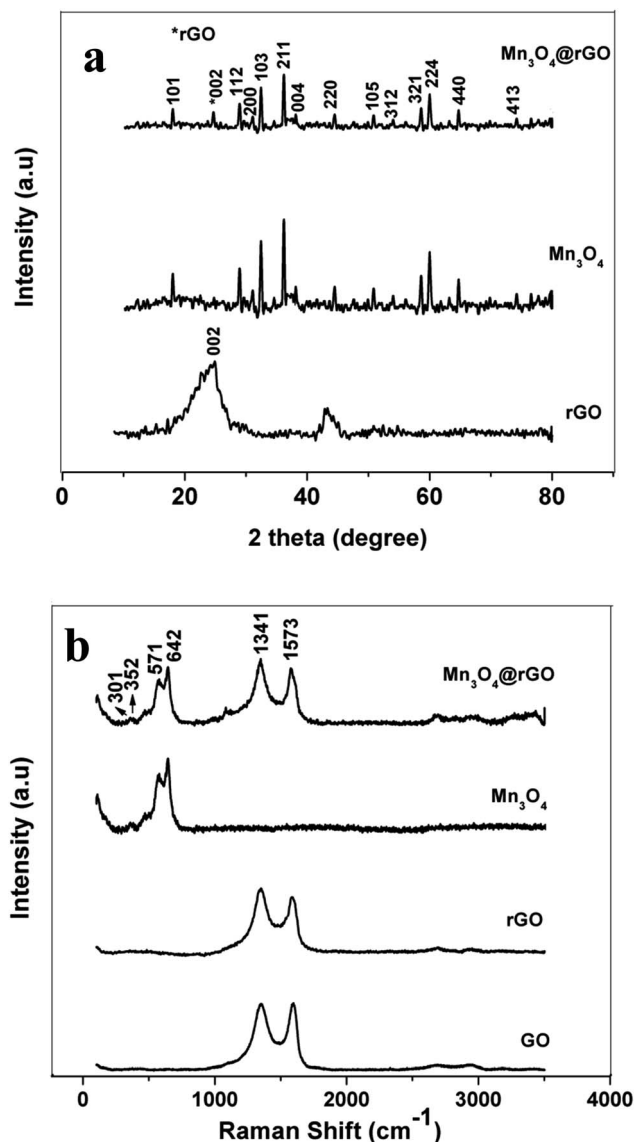 a
*rGO
Mn₃O₄@rGO
101
*002
112
200
103
211
004
220
105
312
321
224
440
413
Mn₃O₄
002
rGO
Intensity (a.u)
0 20 40 60 80
2 theta (degree)
b
301
352
571
642
1341
1573
Mn₃O₄@rGO
Mn₃O₄
rGO
GO
Intensity (a.u)
0 1000 2000 3000 4000
Raman Shift (cm⁻¹)